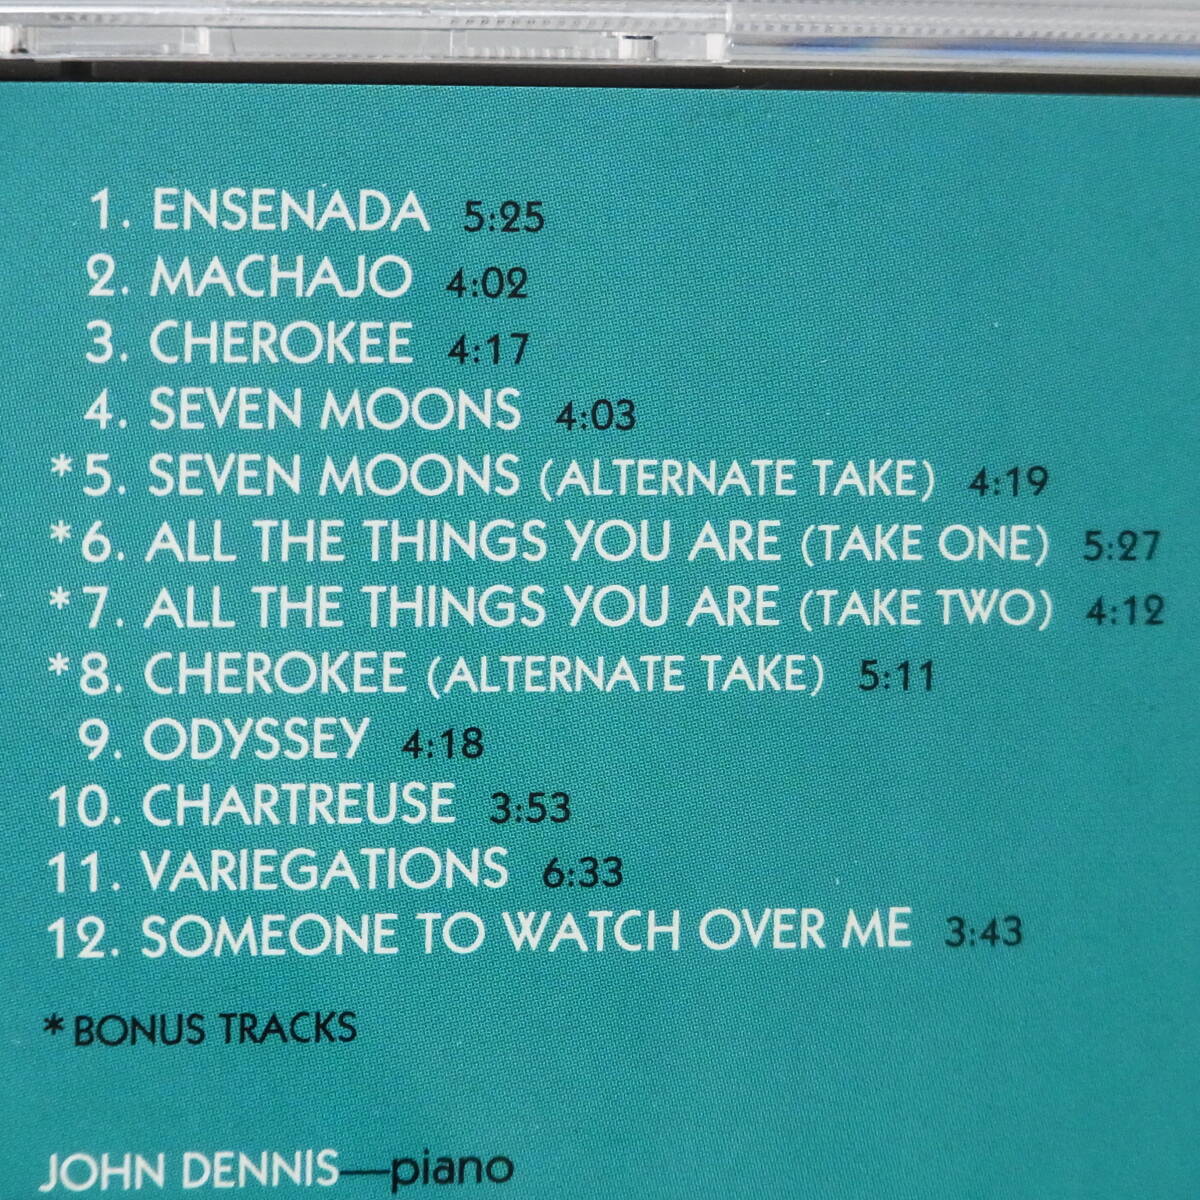 1. ENSENADA 5:25
2. MACHAJO 4:02
3. CHEROKEE 4:17
4. SEVEN MOONS 4:03
*5. SEVEN MOONS (ALTERNATE TAKE) 4:19
*6. ALL THE THINGS YOU ARE (TAKE ONE) 5:27
*7. ALL THE THINGS YOU ARE (TAKE TWO) 4:12
*8. CHEROKEE (ALTERNATE TAKE) 5:11
9. ODYSSEY 4:18
10. CHARTREUSE 3:53
11. VARIEGATIONS 6:33
12. SOMEONE TO WATCH OVER ME 3:43
*BONUS TRACKS
JOHN DENNIS—piano